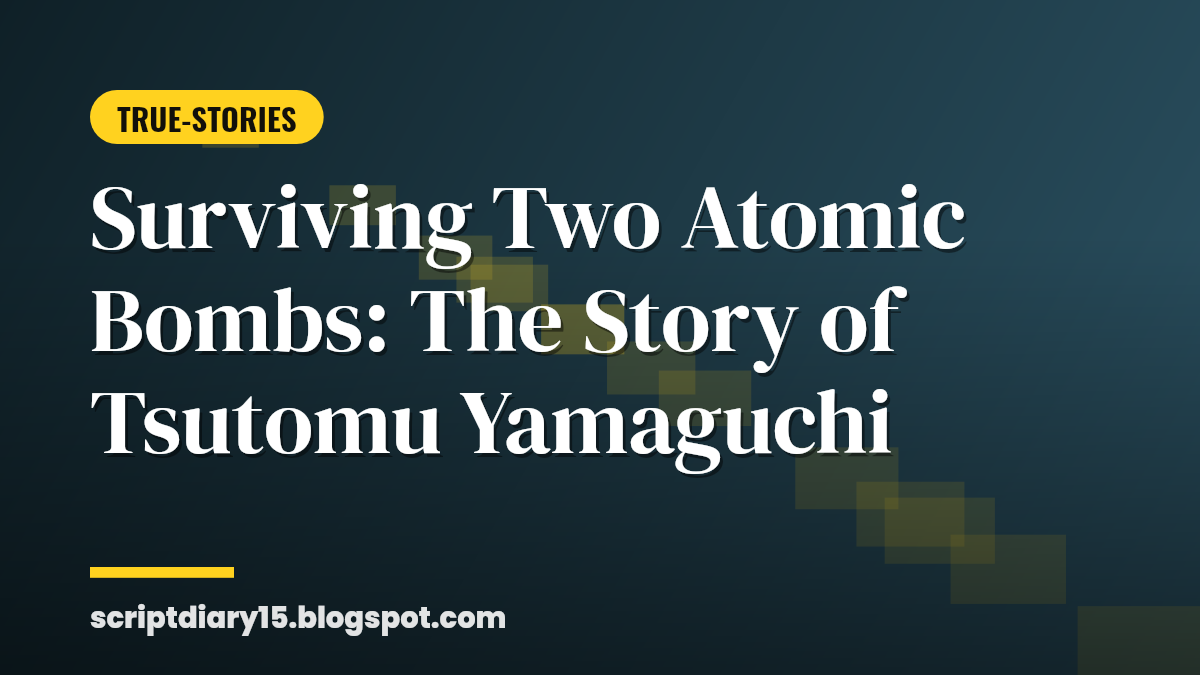 TRUE-STORIES
Surviving Two Atomic
Bombs: The Story of
Tsutomu Yamaguchi
scriptdiary15.blogspot.com